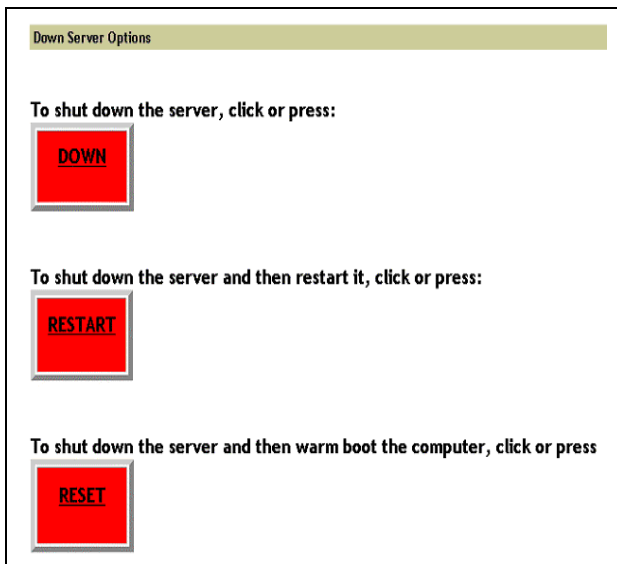 Down Server Options
To shut down the server, click or press:
DOWN
To shut down the server and then restart it, click or press:
RESTART
To shut down the server and then warm boot the computer, click or press
RESET